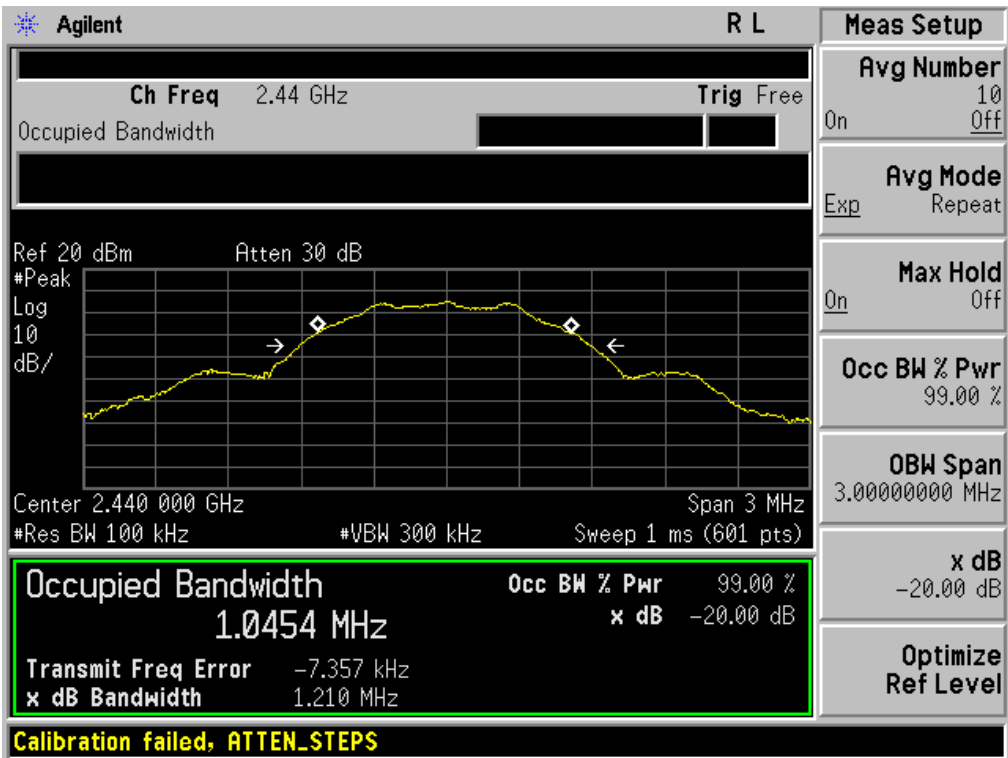 Agilent R L Meas Setup
Ch Freq 2.44 GHz Trig Free
Occupied Bandwidth
Avg Number
10
On Off
Avg Mode
Exp Repeat
Max Hold
On Off
Occ BW % Pwr
99.00 %
OBW Span
3.00000000 MHz
x dB
-20.00 dB
Optimize
Ref Level
Ref 20 dBm Atten 30 dB
#Peak
Log
10
dB/
Center 2.440 000 GHz Span 3 MHz
#Res BW 100 kHz #VBW 300 kHz Sweep 1 ms (601 pts)
Occupied Bandwidth Occ BW % Pwr 99.00 %
1.0454 MHz x dB -20.00 dB
Transmit Freq Error -7.357 kHz
x dB Bandwidth 1.210 MHz
Calibration failed, ATTEN_STEPS